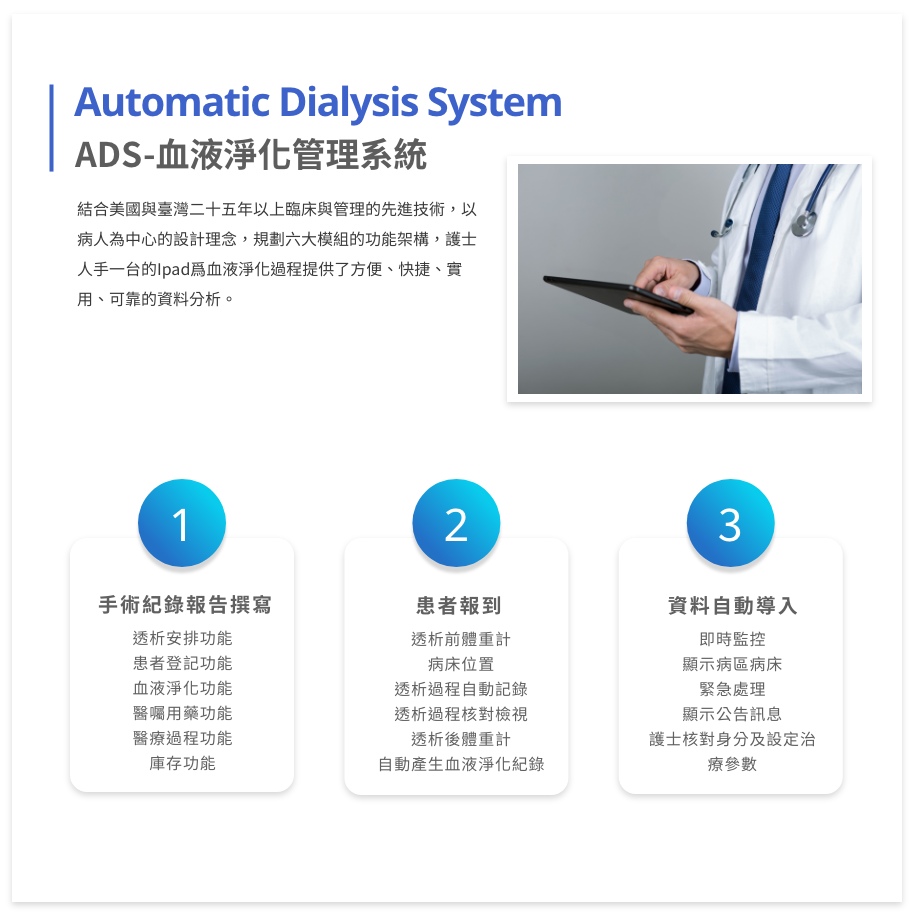 Automatic Dialysis System
ADS-血液淨化管理系統
結合美國與臺灣二十五年以上臨床與管理的先進技術，以
病人為中心的設計理念，規劃六大模組的功能架構，護士
人手一台的Ipad爲血液淨化過程提供了方便、快捷、實
用、可靠的資料分析。
1
手術紀錄報告撰寫
透析安排功能
患者登記功能
血液淨化功能
醫囑用藥功能
醫療過程功能
庫存功能
2
患者報到
透析前體重計
病床位置
透析過程自動記錄
透析過程核對檢視
透析後體重計
自動產生血液淨化紀錄
3
資料自動導入
即時監控
顯示病區病床
緊急處理
顯示公告訊息
護士核對身分及設定治
療參數